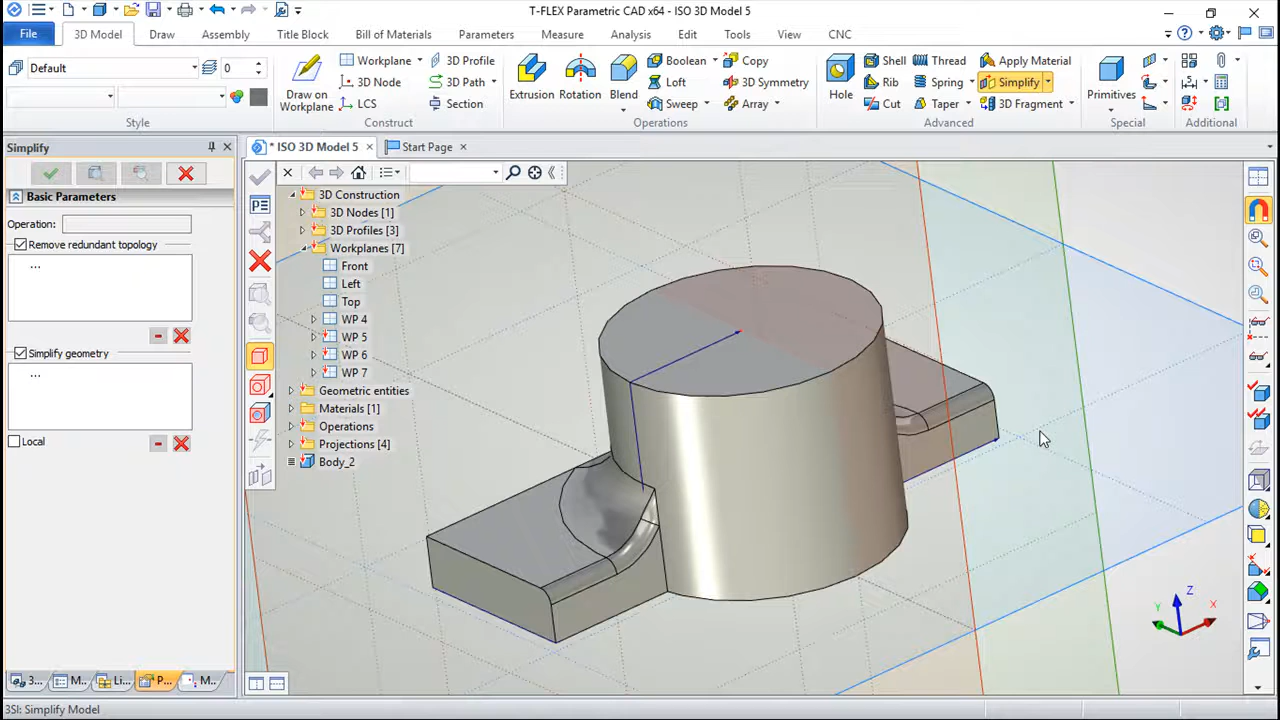 T-FLEX Parametric CAD x64 - ISO 3D Model 5
File 3D Model Draw Assembly Title Block Bill of Materials Parameters Measure Analysis Edit Tools View CNC
Default 0
Style
Draw on Workplane
Workplane
3D Node
LCS
3D Profile
3D Path
Section
Construct
Extrusion
Rotation
Blend
Boolean
Loft
Sweep
Copy
3D Symmetry
Array
Operations
Hole
Shell
Rib
Cut
Thread
Spring
Taper
Apply Material
Simplify
3D Fragment
Advanced
Primitives
Special
Additional
Simplify
* ISO 3D Model 5
Start Page
Basic Parameters
Operation:
Remove redundant topology
...
Simplify geometry
...
Local
3D Construction
3D Nodes [1]
3D Profiles [3]
Workplanes [7]
Front
Left
Top
WP 4
WP 5
WP 6
WP 7
Geometric entities
Materials [1]
Operations
Projections [4]
Body_2
Z
Y
X
3... M... Li... P... M...
3SI: Simplify Model